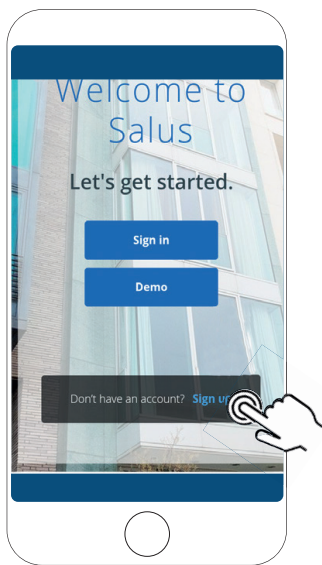 Welcome to
Salus
Let's get started.
Sign in
Demo
Don't have an account? Sign up